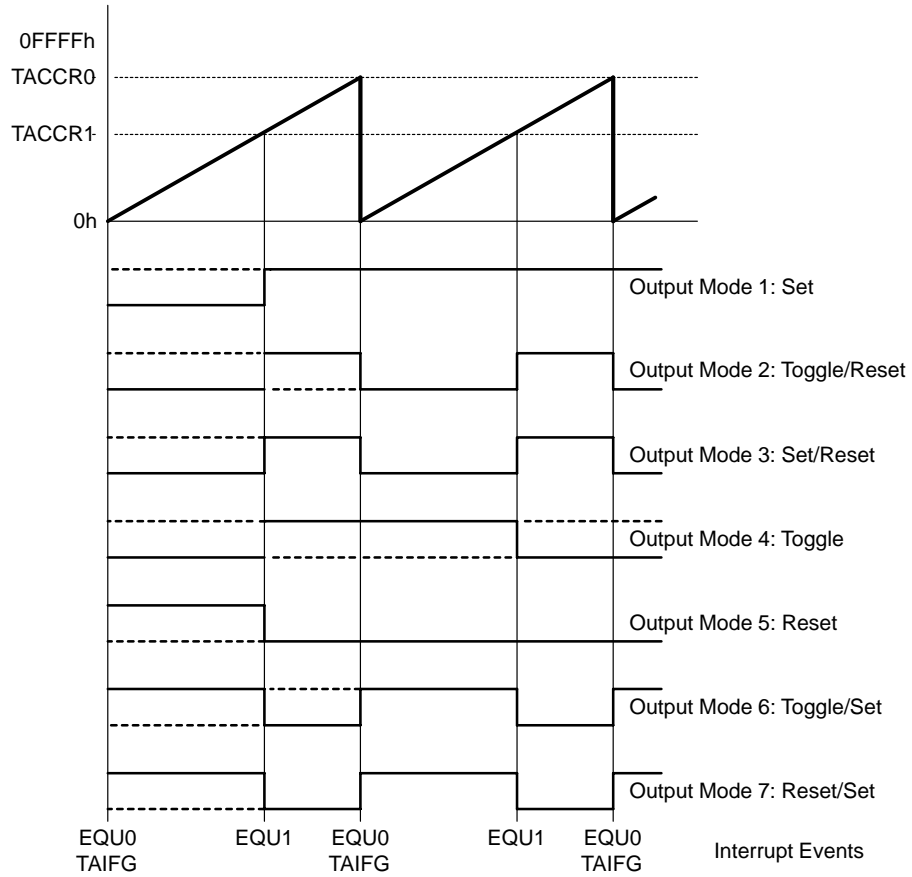 0FFFFh
TACCR0
TACCR1
0h
Output Mode 1: Set
Output Mode 2: Toggle/Reset
Output Mode 3: Set/Reset
Output Mode 4: Toggle
Output Mode 5: Reset
Output Mode 6: Toggle/Set
Output Mode 7: Reset/Set
EQU0 EQU1 EQU0 EQU1 EQU0
TAIFG TAIFG TAIFG
Interrupt Events